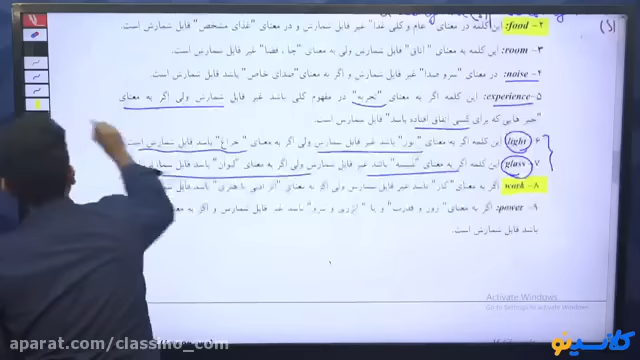 ۲- food: این کلمه در معنای " عام و کلی غذا" غیر قابل شمارش و در معنای "غذای مشخص" قابل شمارش است.
۳- room: این کلمه به معنای " اتاق" قابل شمارش ولی به معنای "جا ، فضا" غیر قابل شمارش است.
۴- noise: در معنای "سرو صدا" غیر قابل شمارش و اگر به معنای "صدای خاص" باشد قابل شمارش است.
۵- experience: این کلمه اگر به معنای "تجربه" در مفهوم کلی باشد غیر قابل شمارش ولی اگر به معنای
"چیز هایی که برای کسی اتفاق افتاده باشد" قابل شمارش است.
۶ light این کلمه اگر به معنای "نور" باشد غیر قابل شمارش ولی اگر به معنای "چراغ" باشد قابل شمارش است.
۷- glass این کلمه اگر به معنای "شیشه" باشد غیر قابل شمارش ولی اگر به معنای "لیوان" باشد قابل شمارش
۸- work اگر به معنای "کار" باشد غیر قابل شمارش ولی اگر به معنای "اثر ادبی یا هنری" باشد قابل
۹- power: اگر به معنای "زور و قدرت" و یا " انرژی و نیرو" باشد غیر قابل شمارش و اگر به معنای
باشد قابل شمارش است.
۱
Activate Windows
Go to Settings to activate Windows.
aparat.com/classino_com
کلاسینو